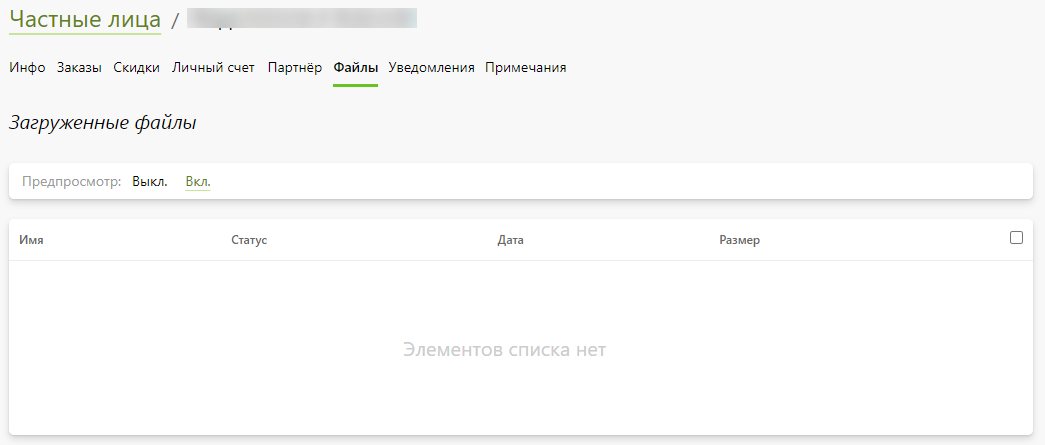 Частные лица /
Инфо Заказы Скидки Личный счет Партнёр Файлы Уведомления Примечания
Загруженные файлы
Предпросмотр: Выкл. Вкл.
Имя Статус Дата Размер
Элементов списка нет